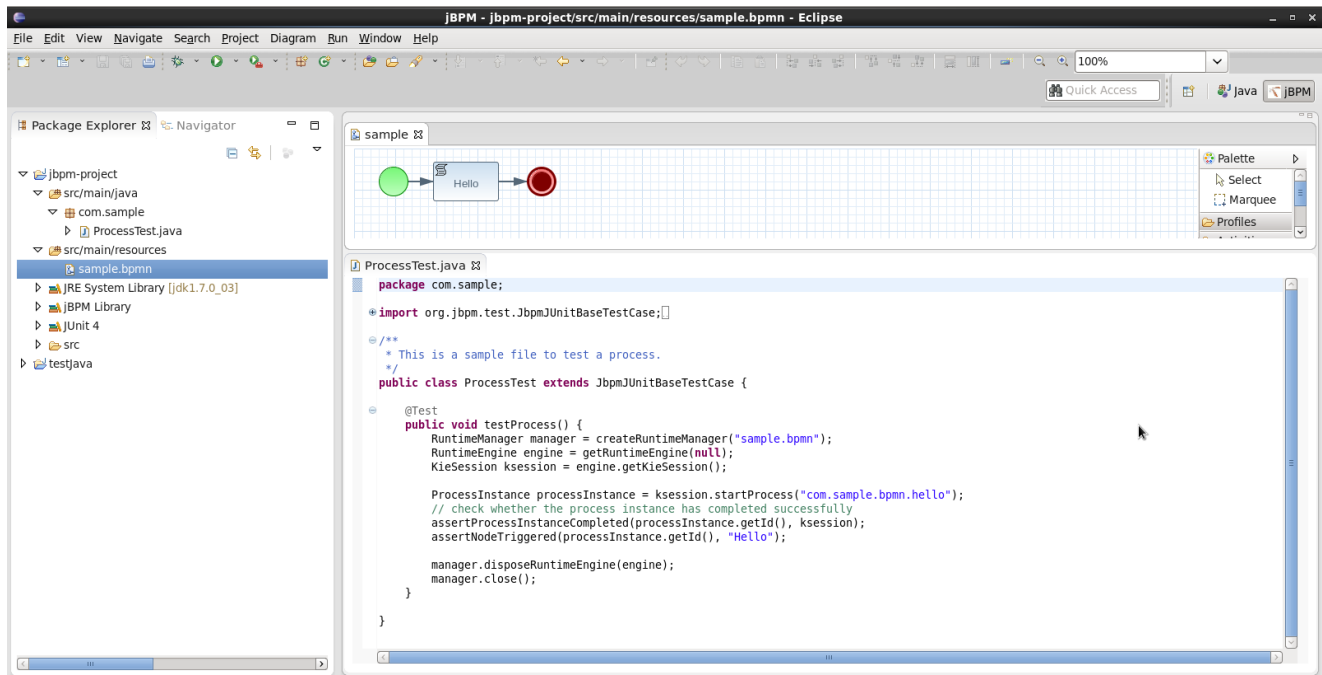 jBPM - jbpm-project/src/main/resources/sample.bpmn - Eclipse
File Edit View Navigate Search Project Diagram Run Window Help
100%
Quick Access
Java
jBPM
Package Explorer
Navigator
jbpm-project
src/main/java
com.sample
ProcessTest.java
src/main/resources
sample.bpmn
JRE System Library [jdk1.7.0_03]
jBPM Library
JUnit 4
src
testJava
sample
Hello
Palette
Select
Marquee
Profiles
ProcessTest.java
package com.sample;
import org.jbpm.test.JbpmJUnitBaseTestCase;
/**
* This is a sample file to test a process.
*/
public class ProcessTest extends JbpmJUnitBaseTestCase {
@Test
public void testProcess() {
RuntimeManager manager = createRuntimeManager("sample.bpmn");
RuntimeEngine engine = getRuntimeEngine(null);
KieSession ksession = engine.getKieSession();
ProcessInstance processInstance = ksession.startProcess("com.sample.bpmn.hello");
// check whether the process instance has completed successfully
assertProcessInstanceCompleted(processInstance.getId(), ksession);
assertNodeTriggered(processInstance.getId(), "Hello");
manager.disposeRuntimeEngine(engine);
manager.close();
}
}